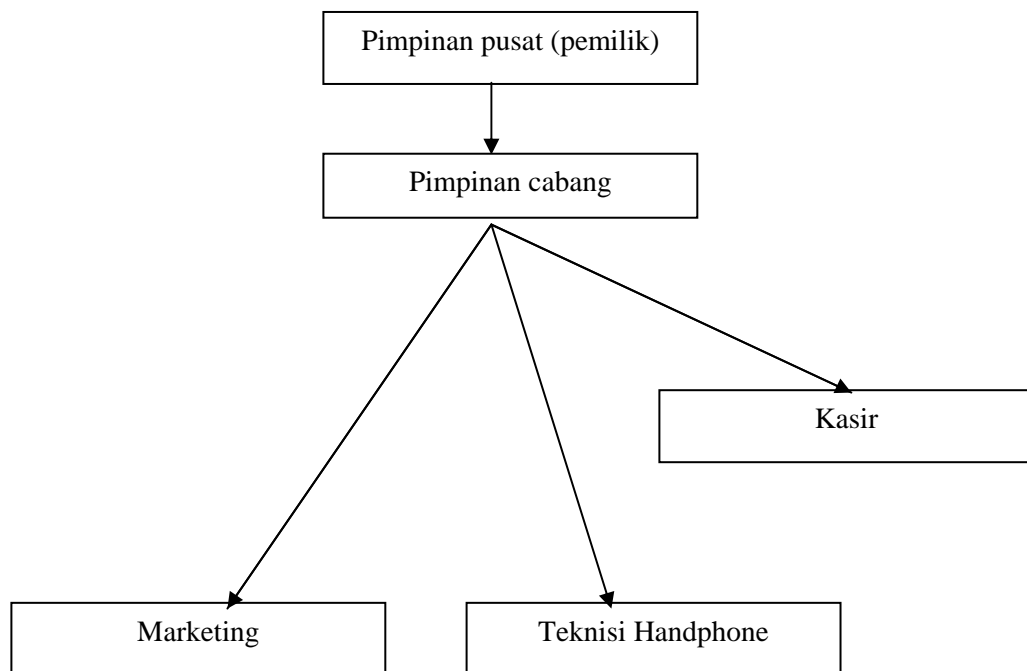 Pimpinan pusat (pemilik)
Pimpinan cabang
Kasir
Marketing
Teknisi Handphone